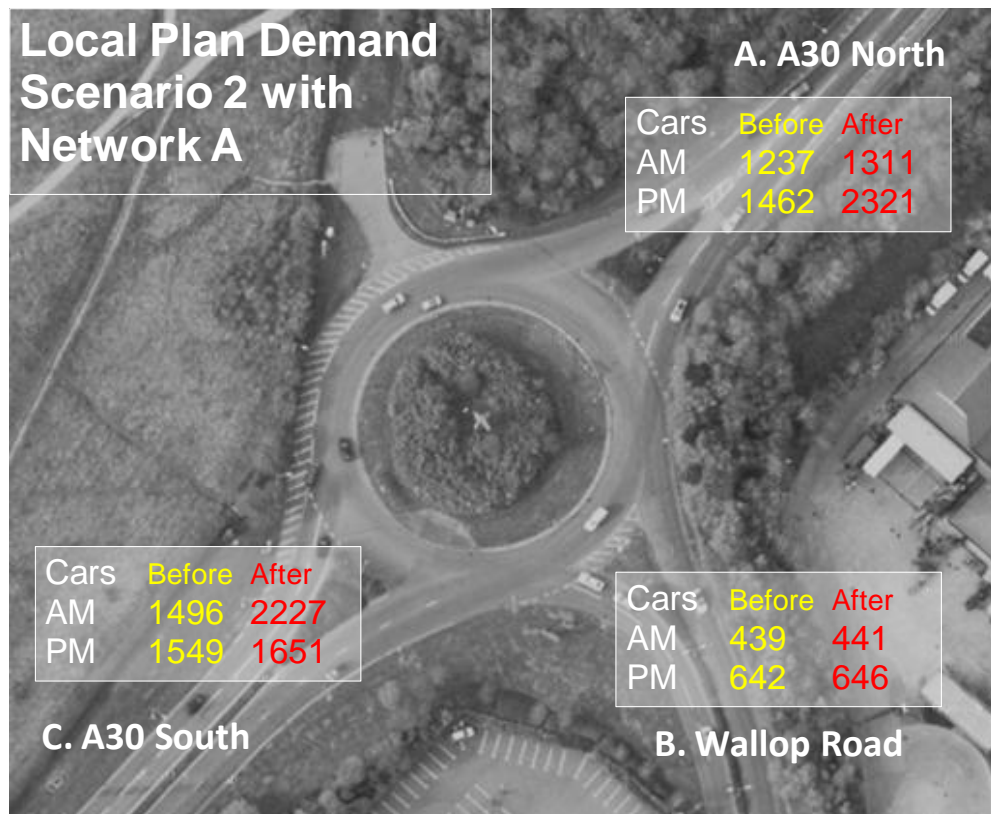 Local Plan Demand
Scenario 2 with
Network A
A. A30 North
Cars Before After
AM 1237 1311
PM 1462 2321
Cars Before After
AM 1496 2227
PM 1549 1651
C. A30 South
Cars Before After
AM 439 441
PM 642 646
B. Wallop Road